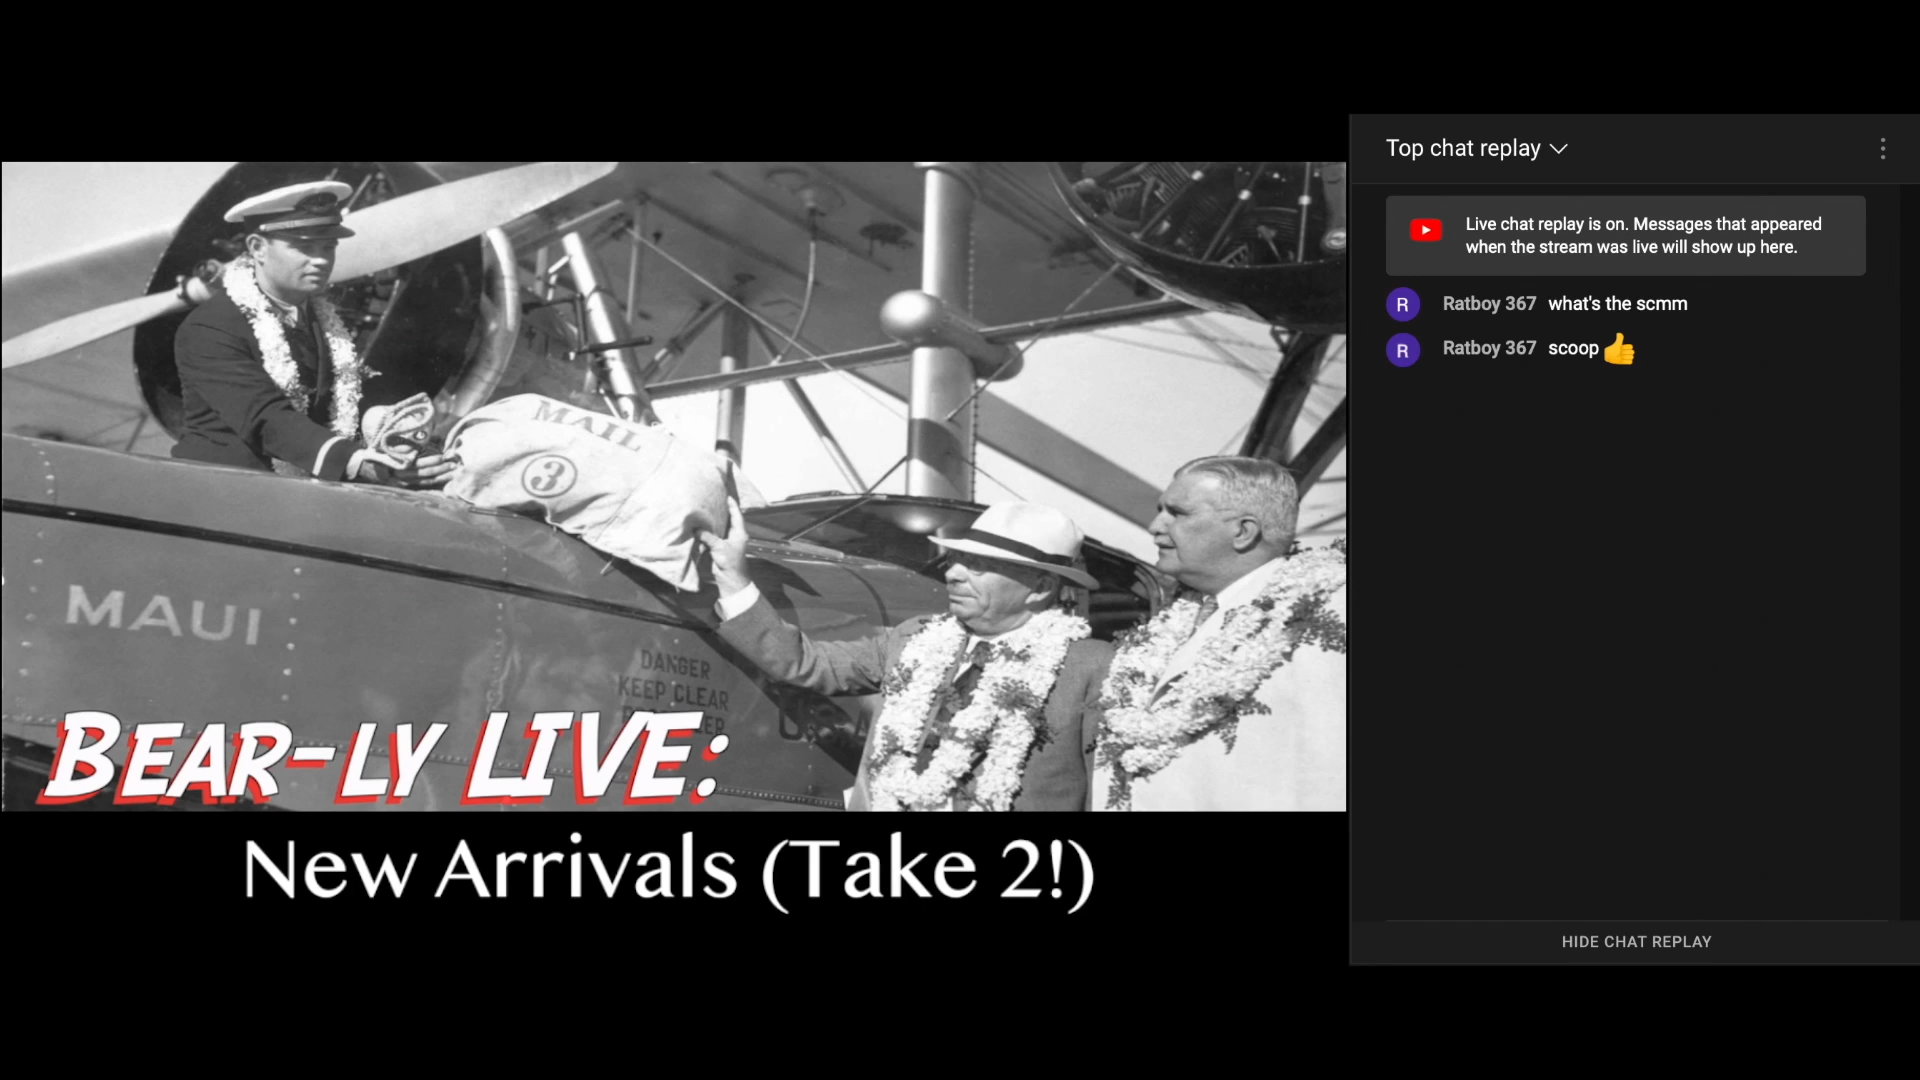 MAIL
3
MAUI
DANGER
KEEP CLEAR
BEAR-LY LIVE:
New Arrivals (Take 2!)
Top chat replay
Live chat replay is on. Messages that appeared
when the stream was live will show up here.
R Ratboy 367 what's the scmm
R Ratboy 367 scoop 👍
HIDE CHAT REPLAY